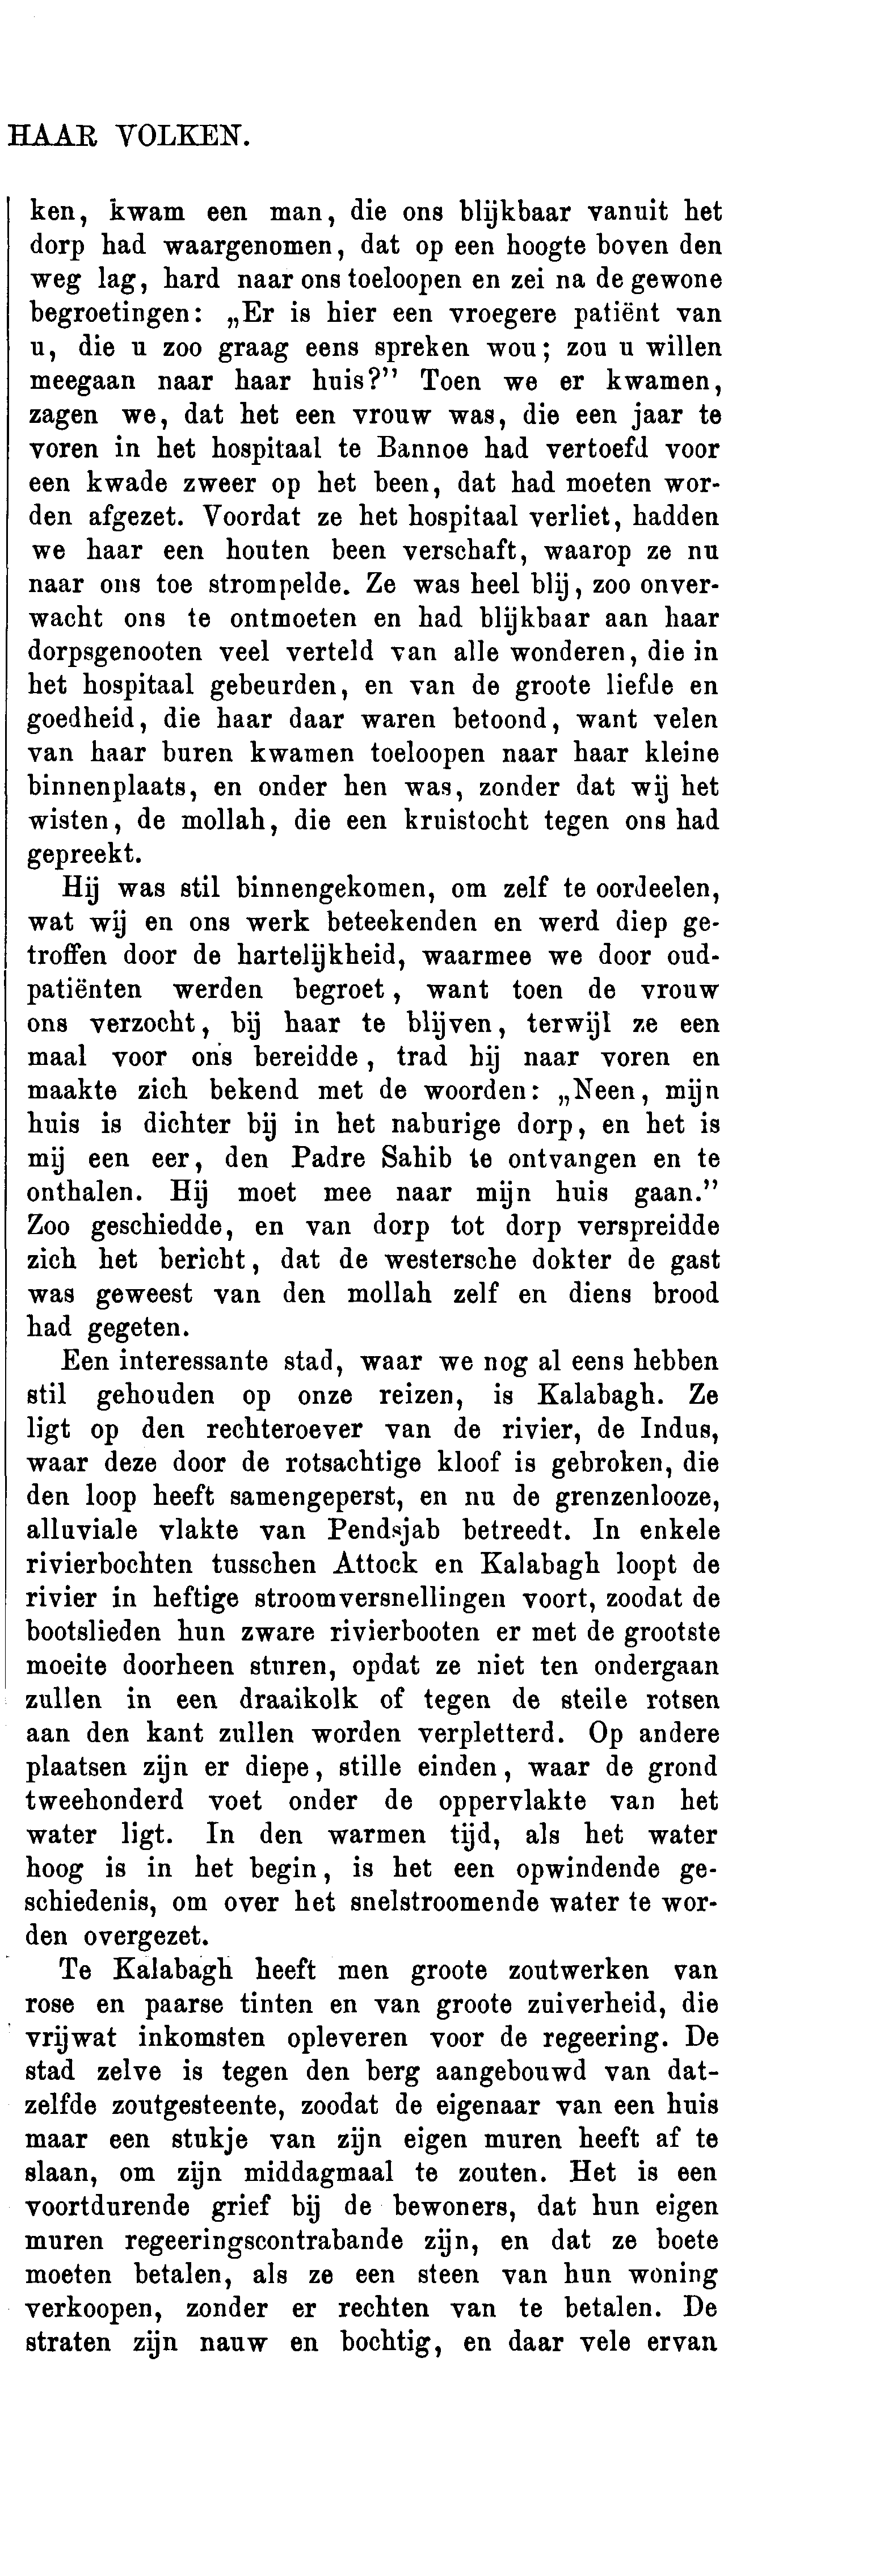 HAAR VOLKEN.
ken, kwam een man, die ons blijkbaar vanuit het
dorp had waargenomen, dat op een hoogte boven den
weg lag, hard naar ons toeloopen en zei na de gewone
begroetingen: „Er is hier een vroegere patiënt van
u, die u zoo graag eens spreken wou; zou u willen
meegaan naar haar huis?” Toen we er kwamen,
zagen we, dat het een vrouw was, die een jaar te
voren in het hospitaal te Bannoe had vertoefd voor
een kwade zweer op het been, dat had moeten wor-
den afgezet. Voordat ze het hospitaal verliet, hadden
we haar een houten been verschaft, waarop ze nu
naar ons toe strompelde. Ze was heel blij, zoo onver-
wacht ons te ontmoeten en had blijkbaar aan haar
dorpsgenooten veel verteld van alle wonderen, die in
het hospitaal gebeurden, en van de groote liefde en
goedheid, die haar daar waren betoond, want velen
van haar buren kwamen toeloopen naar haar kleine
binnenplaats, en onder hen was, zonder dat wij het
wisten, de mollah, die een kruistocht tegen ons had
gepreekt.
Hij was stil binnengekomen, om zelf te oordeelen,
wat wij en ons werk beteekenden en werd diep ge-
troffen door de hartelijkheid, waarmee we door oud-
patiënten werden begroet, want toen de vrouw
ons verzocht, bij haar te blijven, terwijl ze een
maal voor ons bereidde, trad hij naar voren en
maakte zich bekend met de woorden: „Neen, mijn
huis is dichter bij in het naburige dorp, en het is
mij een eer, den Padre Sahib te ontvangen en te
onthalen. Hij moet mee naar mijn huis gaan.”
Zoo geschiedde, en van dorp tot dorp verspreidde
zich het bericht, dat de westersche dokter de gast
was geweest van den mollah zelf en diens brood
had gegeten.
Een interessante stad, waar we nog al eens hebben
stil gehouden op onze reizen, is Kalabagh. Ze
ligt op den rechteroever van de rivier, de Indus,
waar deze door de rotsachtige kloof is gebroken, die
den loop heeft samengeperst, en nu de grenzenlooze,
alluviale vlakte van Pendsjab betreedt. In enkele
rivierbochten tusschen Attock en Kalabagh loopt de
rivier in heftige stroomversnellingen voort, zoodat de
bootslieden hun zware rivierbooten er met de grootste
moeite doorheen sturen, opdat ze niet ten ondergaan
zullen in een draaikolk of tegen de steile rotsen
aan den kant zullen worden verpletterd. Op andere
plaatsen zijn er diepe, stille einden, waar de grond
tweehonderd voet onder de oppervlakte van het
water ligt. In den warmen tijd, als het water
hoog is in het begin, is het een opwindende ge-
schiedenis, om over het snelstroomende water te wor-
den overgezet.
Te Kalabagh heeft men groote zoutwerken van
rose en paarse tinten en van groote zuiverheid, die
vrijwat inkomsten opleveren voor de regeering. De
stad zelve is tegen den berg aangebouwd van dat-
zelfde zoutgesteente, zoodat de eigenaar van een huis
maar een stukje van zijn eigen muren heeft af te
slaan, om zijn middagmaal te zouten. Het is een
voortdurende grief bij de bewoners, dat hun eigen
muren regeeringscontrabande zijn, en dat ze boete
moeten betalen, als ze een steen van hun woning
verkoopen, zonder er rechten van te betalen. De
straten zijn nauw en bochtig, en daar vele ervan